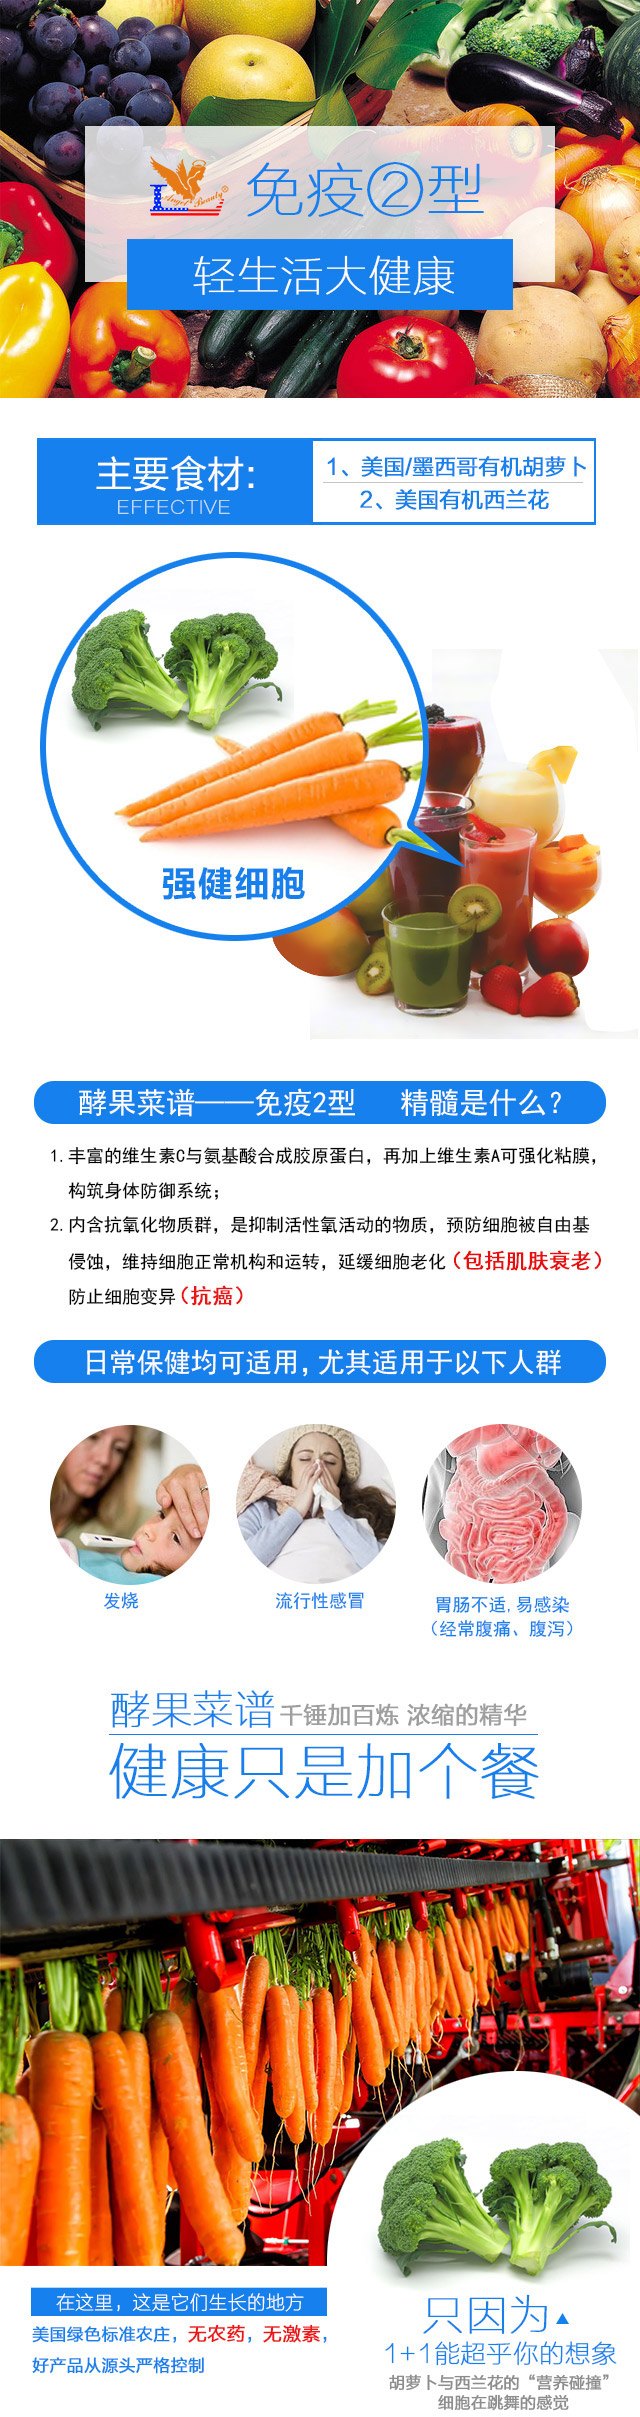 Angel Beauty®
免疫②型
轻生活大健康
主要食材:
EFFECTIVE
1、美国/墨西哥有机胡萝卜
2、美国有机西兰花
强健细胞
酵果菜谱——免疫2型 精髓是什么?
1. 丰富的维生素C与氨基酸合成胶原蛋白，再加上维生素A可强化粘膜，
构筑身体防御系统；
2. 内含抗氧化物质群，是抑制活性氧活动的物质，预防细胞被自由基
侵蚀，维持细胞正常机构和运转，延缓细胞老化（包括肌肤衰老）
防止细胞变异（抗癌）
日常保健均可适用，尤其适用于以下人群
发烧
流行性感冒
胃肠不适,易感染
（经常腹痛、腹泻）
酵果菜谱 千锤加百炼 浓缩的精华
健康只是加个餐
在这里，这是它们生长的地方
美国绿色标准农庄，无农药，无激素，
好产品从源头严格控制
只因为
1+1能超乎你的想象
胡萝卜与西兰花的“营养碰撞”
细胞在跳舞的感觉